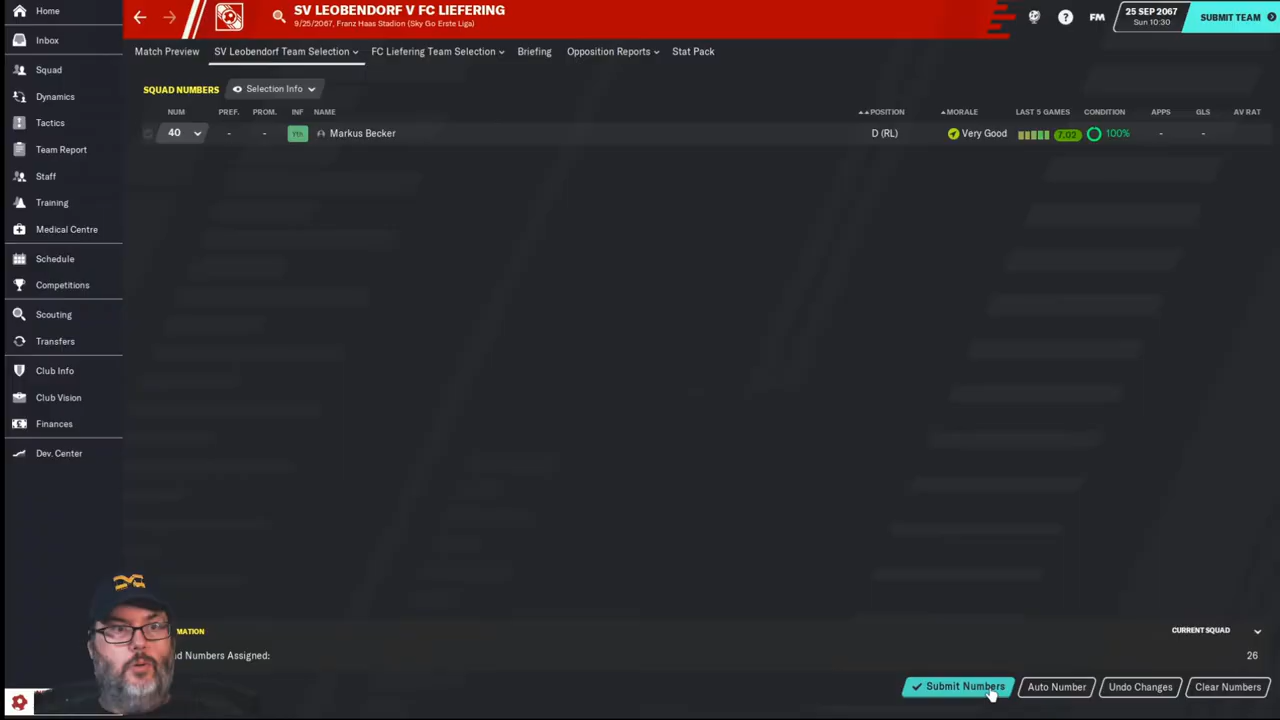 Home
SV LEOBENDORF V FC LIEFERING
9/25/2067, Franz Haas Stadion (Sky Go Erste Liga)
?
FM
25 SEP 2067
Sun 10:30
SUBMIT TEAM
Inbox
Match Preview
SV Leobendorf Team Selection
FC Liefering Team Selection
Briefing
Opposition Reports
Stat Pack
Squad
Dynamics
Tactics
Team Report
Staff
Training
Medical Centre
Schedule
Competitions
Scouting
Transfers
Club Info
Club Vision
Finances
Dev. Center
SQUAD NUMBERS
Selection Info
NUM PREF. PROM. INF NAME POSITION MORALE LAST 5 GAMES CONDITION APPS GLS AV RAT
40 - - Yth Markus Becker D (RL) Very Good 7.02 100% - -
MATION
CURRENT SQUAD
d Numbers Assigned:
26
Submit Numbers
Auto Number
Undo Changes
Clear Numbers